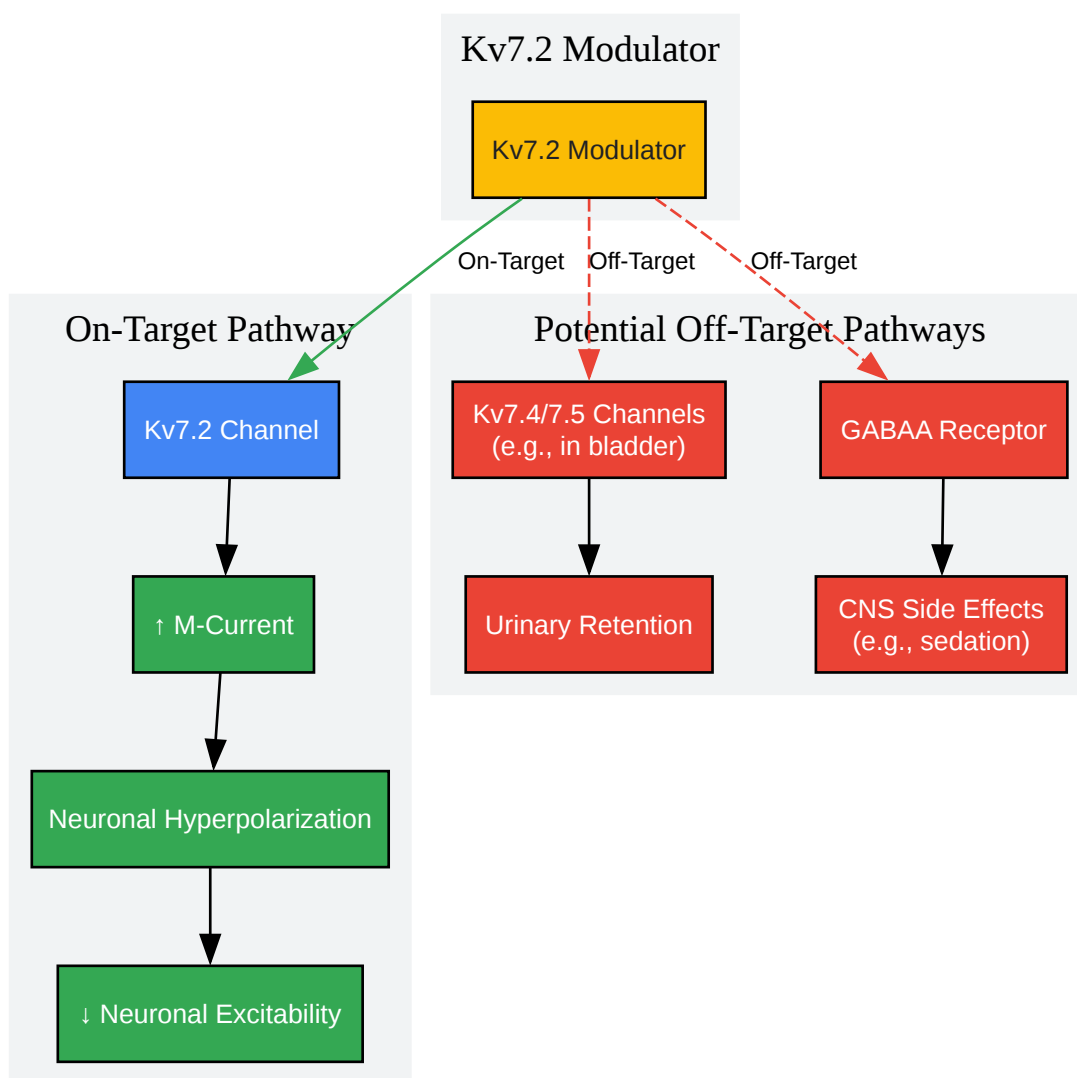 Kv7.2 Modulator
Kv7.2 Modulator
On-Target
Off-Target
Off-Target
On-Target Pathway
Potential Off-Target Pathways
Kv7.2 Channel
Kv7.4/7.5 Channels
(e.g., in bladder)
GABAA Receptor
↑ M-Current
Urinary Retention
CNS Side Effects
(e.g., sedation)
Neuronal Hyperpolarization
↓ Neuronal Excitability